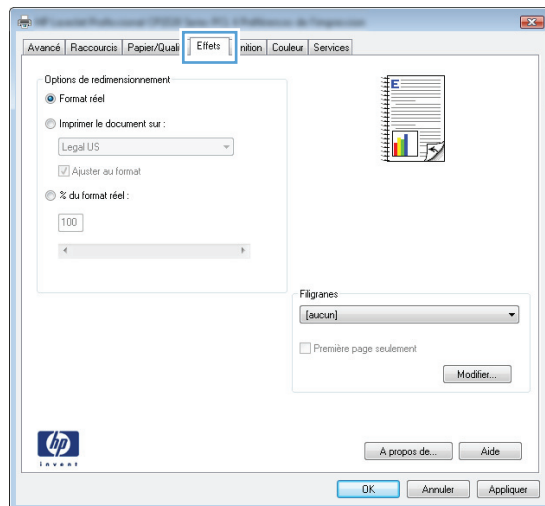 Avancé Raccourcis Papier/Quali Effets nition Couleur Services
Options de redimensionnement
Format réel
Imprimer le document sur :
Legal US
Ajuster au format
% du format réel :
100
E
Filigranes
[aucun]
Première page seulement
Modifier...
hp
invent
A propos de... Aide
OK Annuler Appliquer